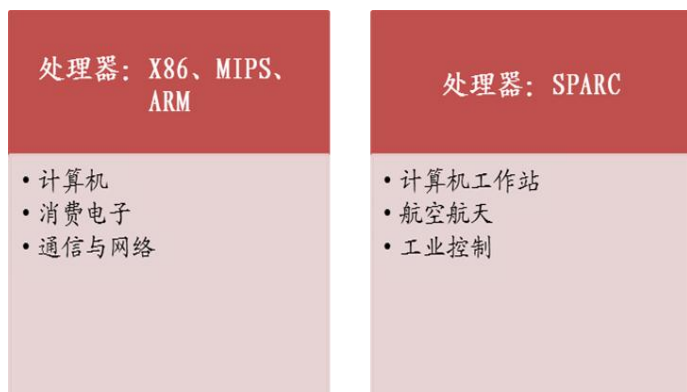 处理器：X86、MIPS、
ARM
• 计算机
• 消费电子
• 通信与网络
处理器：SPARC
• 计算机工作站
• 航空航天
• 工业控制